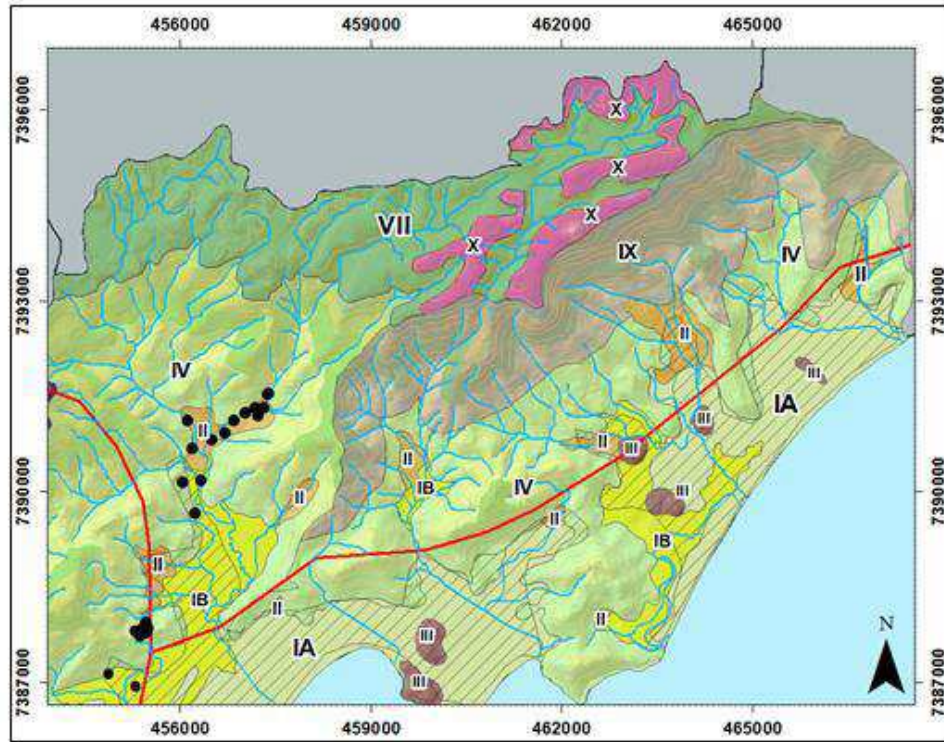 456000 459000 462000 465000
7396000 7396000
X
X
X
VII X
IX IV
II
7393000 7393000
II
IV
III
IA
II II III
II III
7390000 IB IV III 7390000
II
II
II IB
IB II II
III
IA
III N
7387000 7387000
456000 459000 462000 465000